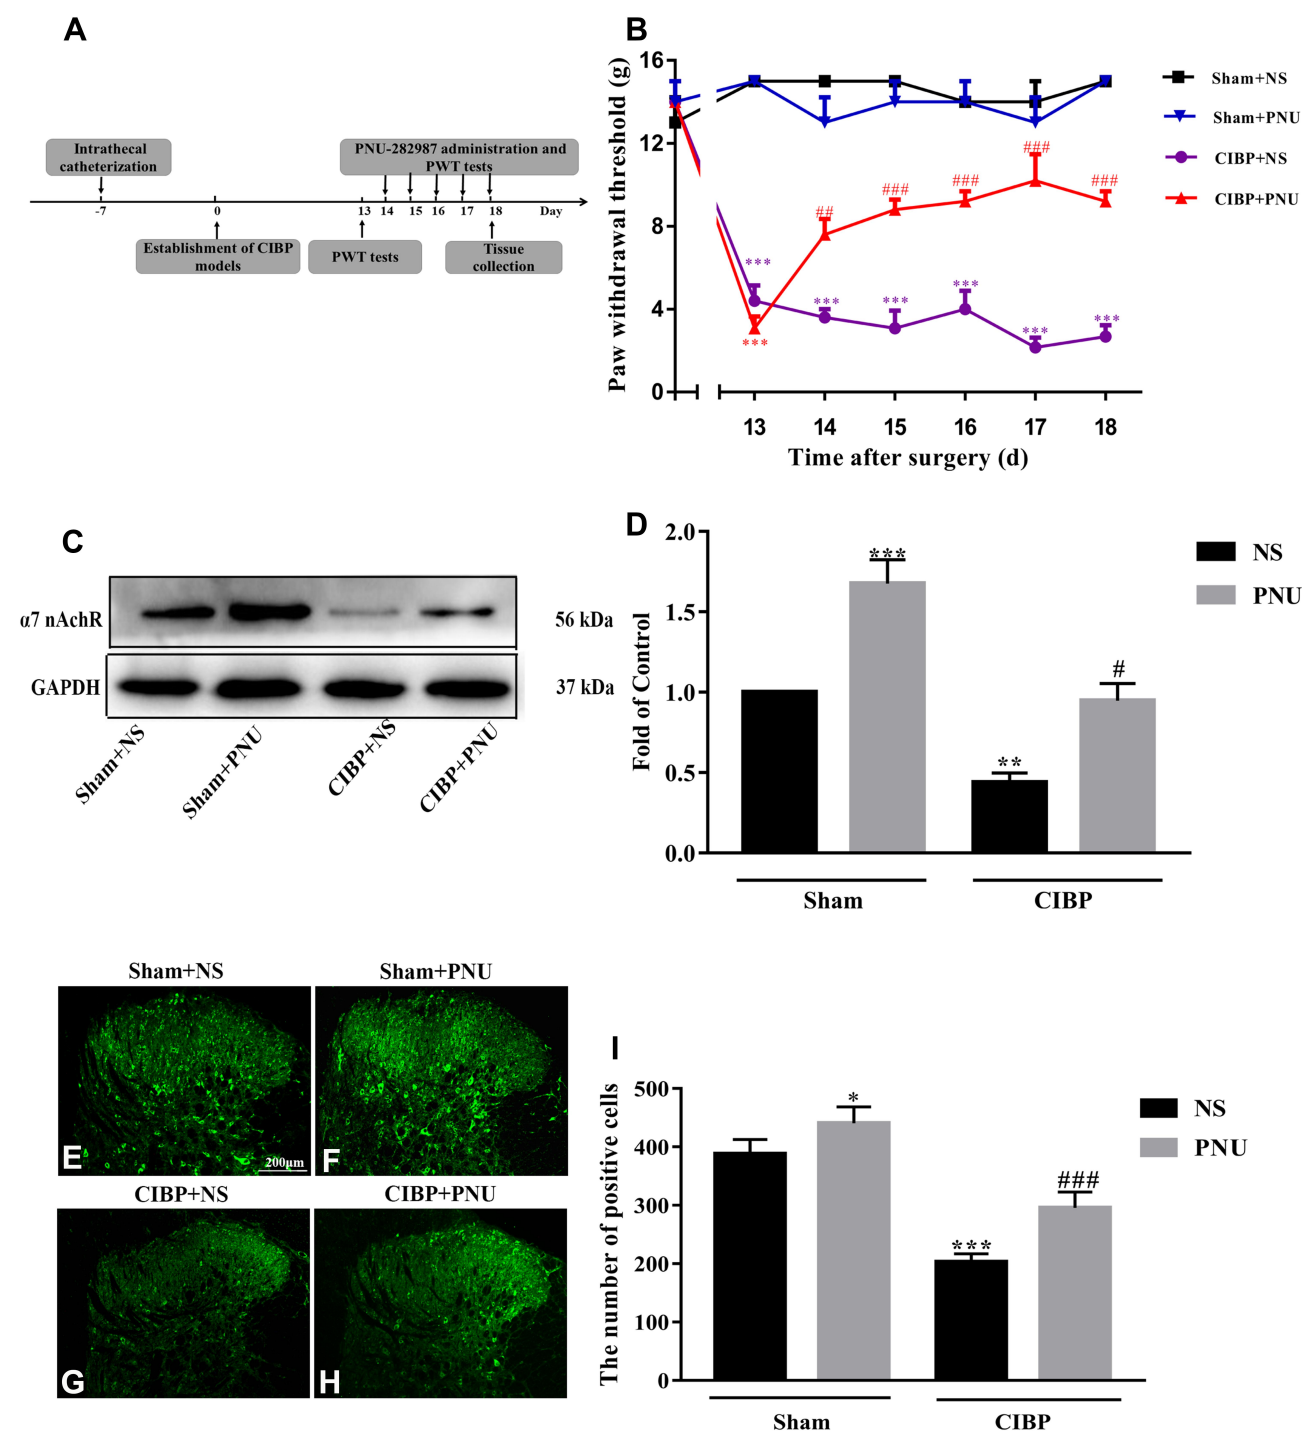 A
Intrathecal
catheterization
PNU-282987 administration and
PWT tests
-7
0
13
14
15
16
17
18
Day
Establishment of CIBP
models
PWT tests
Tissue
collection
B
Paw withdrawal threshold (g)
16
12
8
4
0
***
***
***
***
***
***
***
##
###
###
###
###
13
14
15
16
17
18
Time after surgery (d)
Sham+NS
Sham+PNU
CIBP+NS
CIBP+PNU
C
α7 nAchR
56 kDa
GAPDH
37 kDa
Sham+NS
Sham+PNU
CIBP+NS
CIBP+PNU
D
Fold of Control
2.0
1.5
1.0
0.5
0.0
***
**
#
Sham
CIBP
NS
PNU
Sham+NS
Sham+PNU
E
200μm
F
CIBP+NS
CIBP+PNU
G
H
I
The number of positive cells
500
400
300
200
100
0
*
***
###
Sham
CIBP
NS
PNU